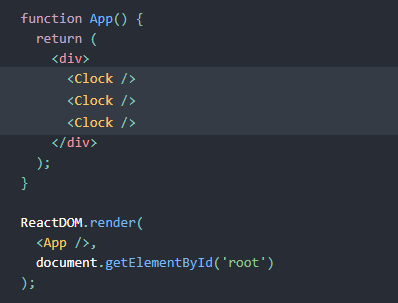 function App() {
  return (
    <div>
      <Clock />
      <Clock />
      <Clock />
    </div>
  );
}

ReactDOM.render(
  <App />,
  document.getElementById('root')
);